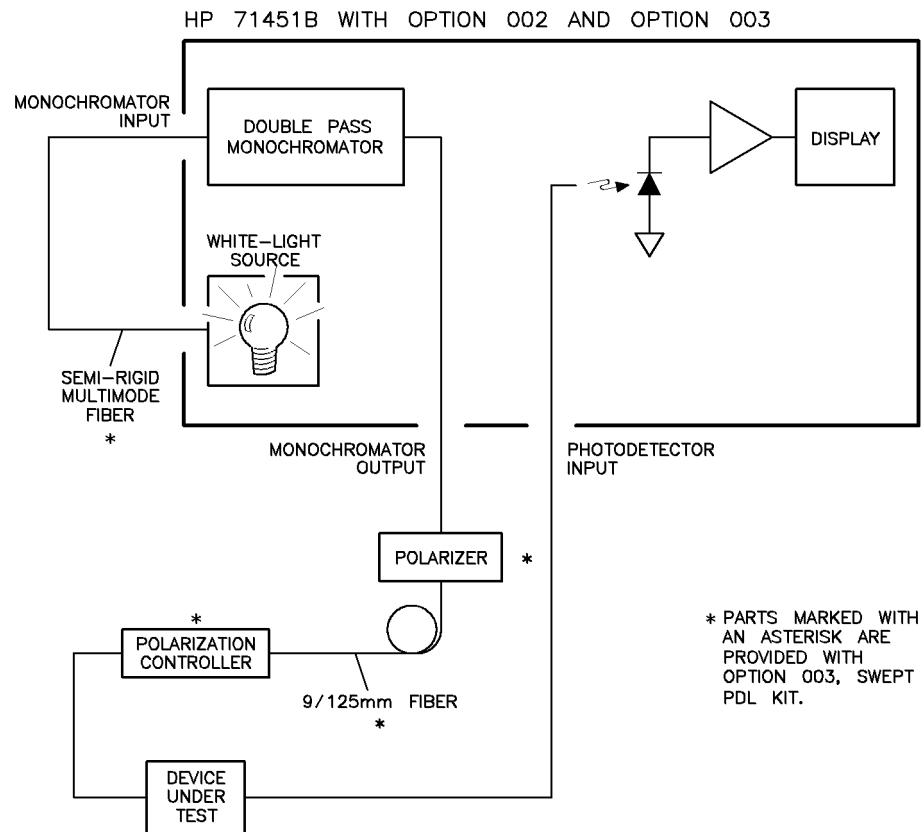 HP 71451B WITH OPTION 002 AND OPTION 003
MONOCHROMATOR
INPUT
DOUBLE PASS
MONOCHROMATOR
DISPLAY
WHITE-LIGHT
SOURCE
SEMI-RIGID
MULTIMODE
FIBER
*
MONOCHROMATOR
OUTPUT
PHOTODETECTOR
INPUT
POLARIZER
*
*
POLARIZATION
CONTROLLER
9/125mm FIBER
*
* PARTS MARKED WITH
AN ASTERISK ARE
PROVIDED WITH
OPTION 003, SWEPT
PDL KIT.
DEVICE
UNDER
TEST